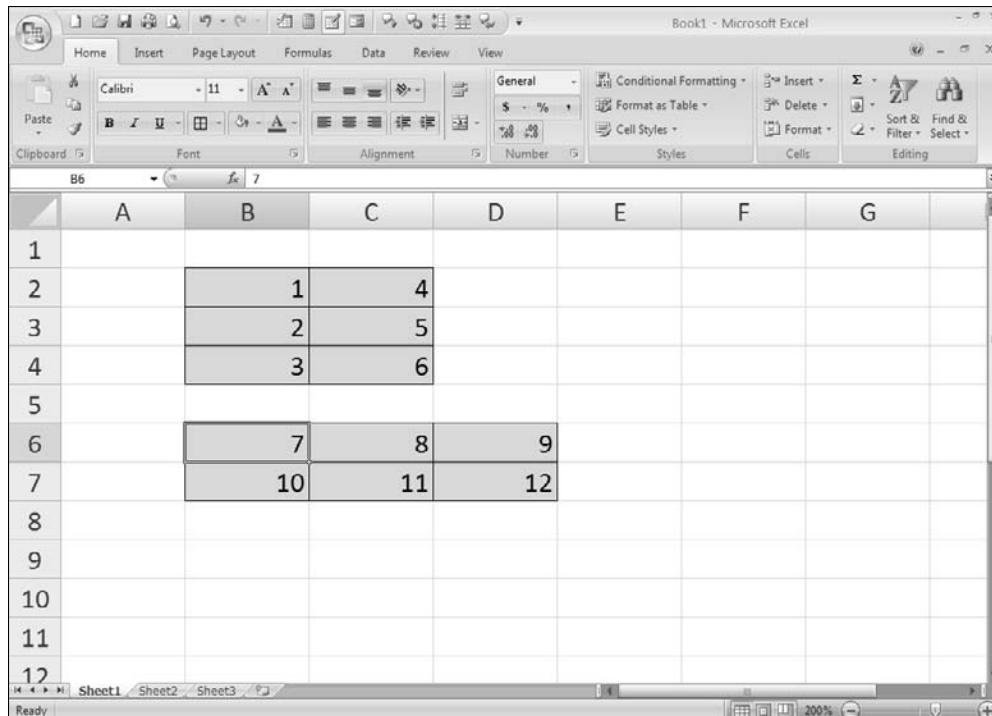 Book1 - Microsoft Excel
Home Insert Page Layout Formulas Data Review View
Paste
Calibri 11 A A
B I U A
General
$ % ,
Conditional Formatting
Format as Table
Cell Styles
Insert
Delete
Format
Σ
Sort & Filter
Find & Select
Clipboard Font Alignment Number Styles Cells Editing
B6 fx 7
A B C D E F G
1
2 1 4
3 2 5
4 3 6
5
6 7 8 9
7 10 11 12
8
9
10
11
12
Sheet1 Sheet2 Sheet3
Ready 200%